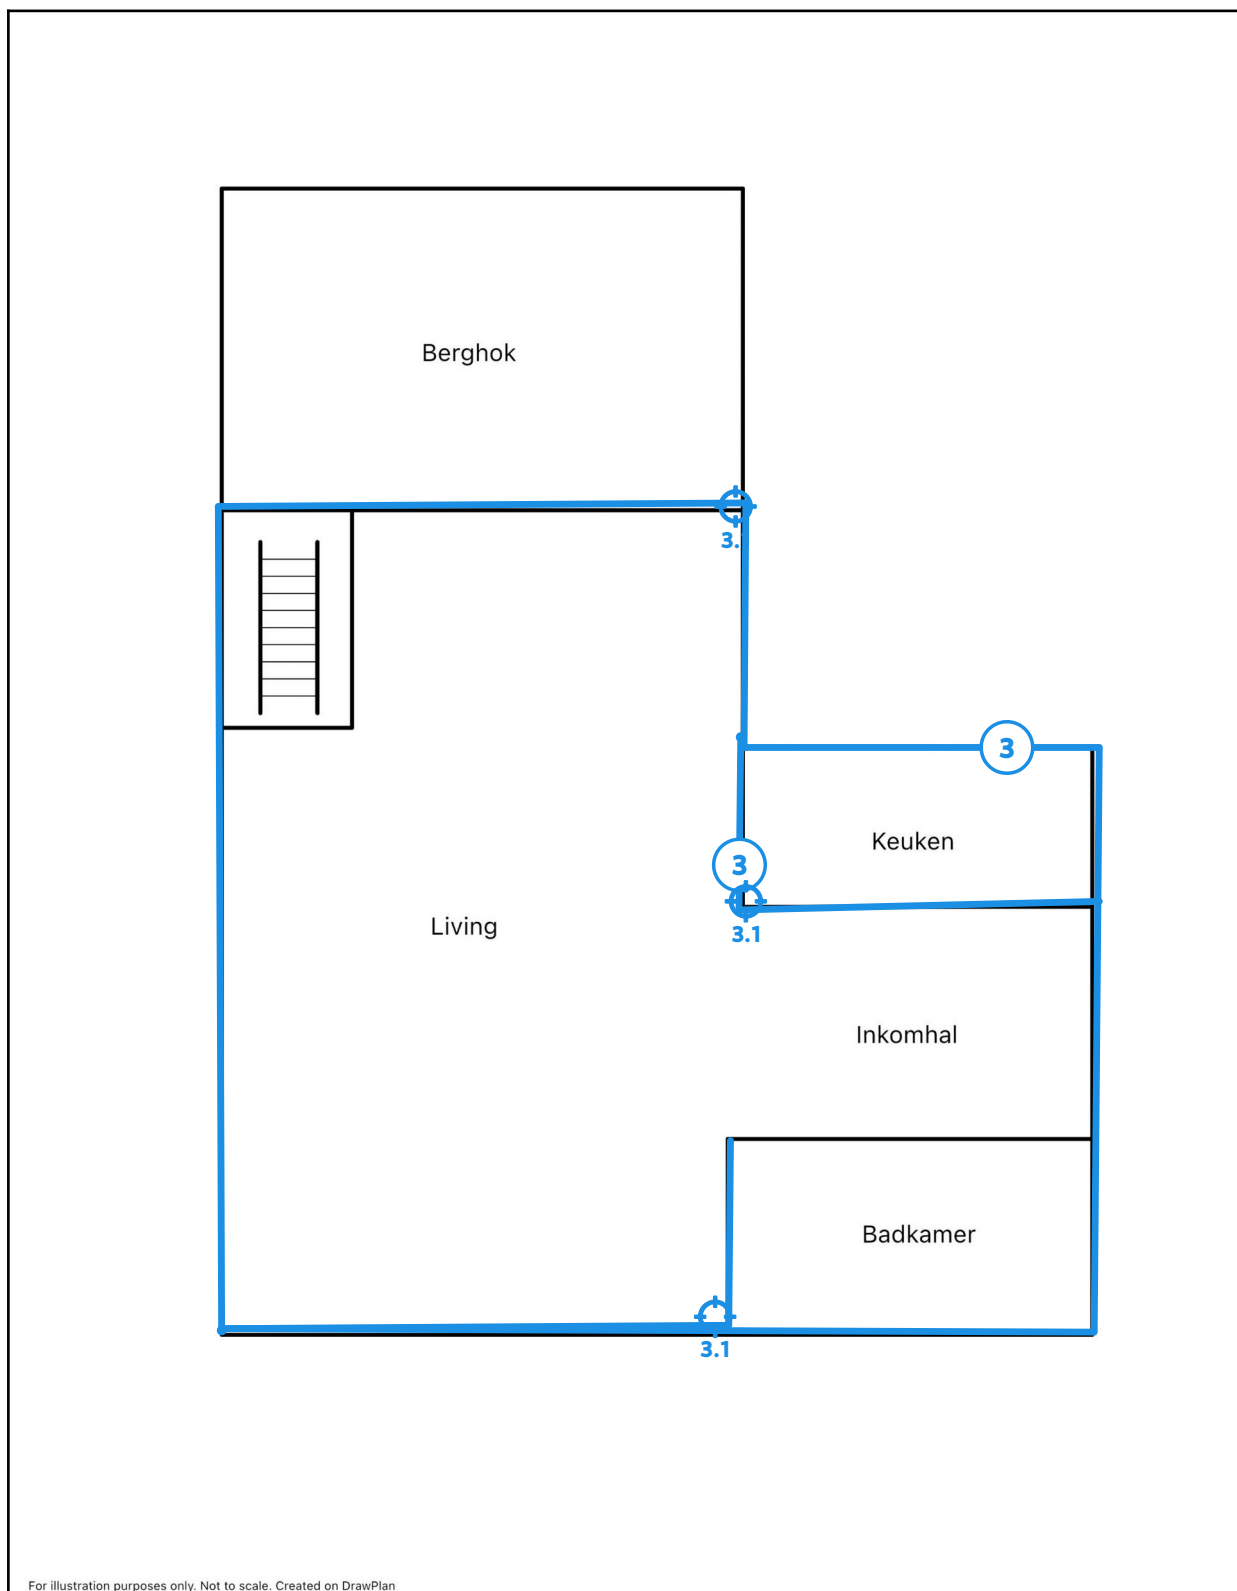 Berghok
3.
3
Keuken
3
Living
3.1
Inkomhal
Badkamer
3.1
For illustration purposes only. Not to scale. Created on DrawPlan